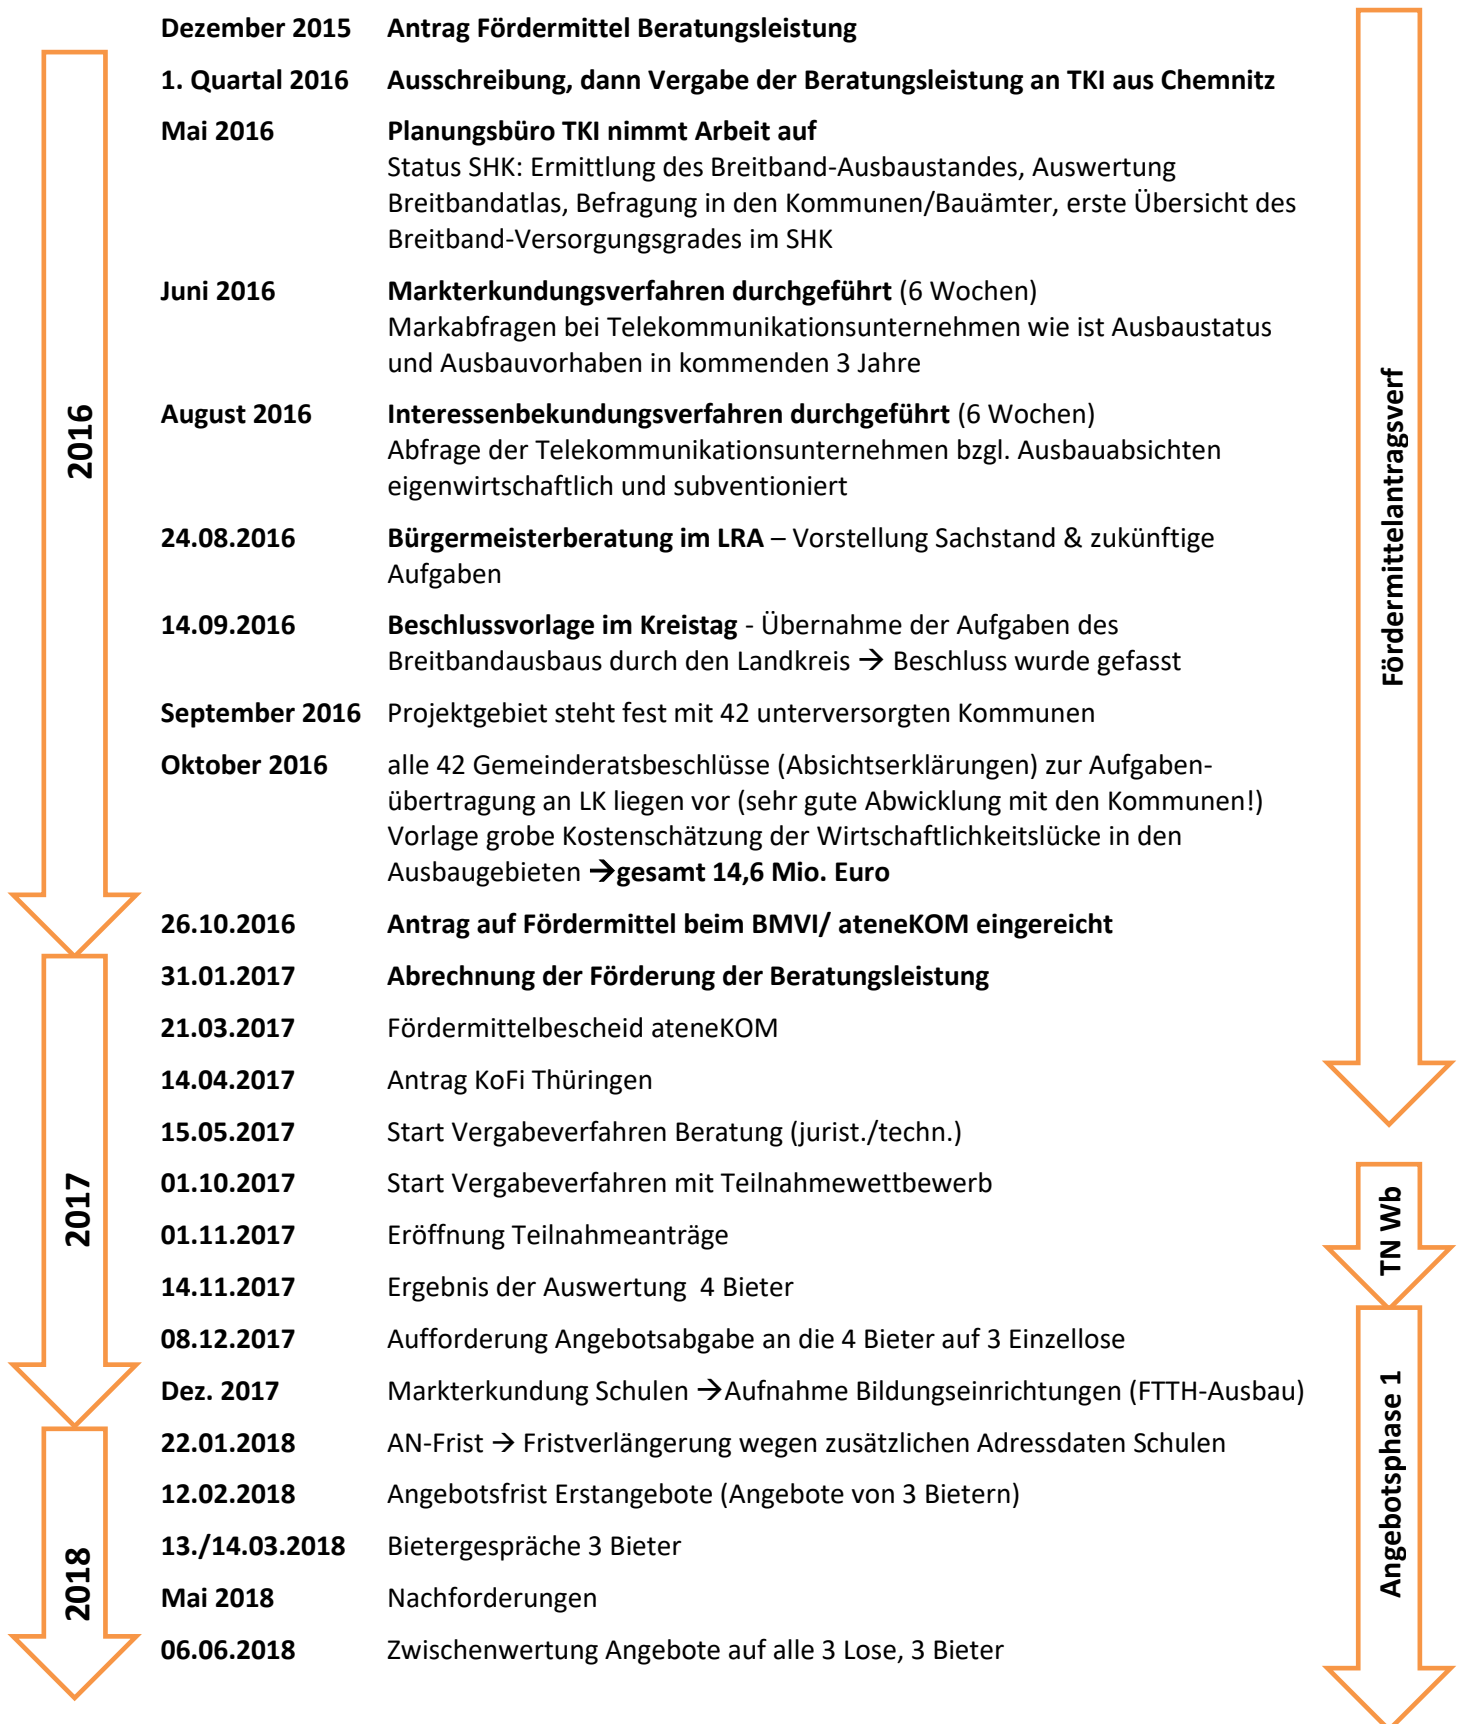 Dezember 2015 Antrag Fördermittel Beratungsleistung
1. Quartal 2016 Ausschreibung, dann Vergabe der Beratungsleistung an TKI aus Chemnitz
Mai 2016 Planungsbüro TKI nimmt Arbeit auf
Status SHK: Ermittlung des Breitband-Ausbaustandes, Auswertung
Breitbandatlas, Befragung in den Kommunen/Bauämter, erste Übersicht des
Breitband-Versorgungsgrades im SHK
Juni 2016 Markterkundungsverfahren durchgeführt (6 Wochen)
Markabfragen bei Telekommunikationsunternehmen wie ist Ausbaustatus
und Ausbauvorhaben in kommenden 3 Jahre
August 2016 Interessenbekundungsverfahren durchgeführt (6 Wochen)
Abfrage der Telekommunikationsunternehmen bzgl. Ausbauabsichten
eigenwirtschaftlich und subventioniert
24.08.2016 Bürgermeisterberatung im LRA – Vorstellung Sachstand & zukünftige
Aufgaben
14.09.2016 Beschlussvorlage im Kreistag - Übernahme der Aufgaben des
Breitbandausbaus durch den Landkreis → Beschluss wurde gefasst
September 2016 Projektgebiet steht fest mit 42 unterversorgten Kommunen
Oktober 2016 alle 42 Gemeinderatsbeschlüsse (Absichtserklärungen) zur Aufgaben-
übertragung an LK liegen vor (sehr gute Abwicklung mit den Kommunen!)
Vorlage grobe Kostenschätzung der Wirtschaftlichkeitslücke in den
Ausbaugebieten →gesamt 14,6 Mio. Euro
26.10.2016 Antrag auf Fördermittel beim BMVI/ ateneKOM eingereicht
31.01.2017 Abrechnung der Förderung der Beratungsleistung
21.03.2017 Fördermittelbescheid ateneKOM
14.04.2017 Antrag KoFi Thüringen
15.05.2017 Start Vergabeverfahren Beratung (jurist./techn.)
01.10.2017 Start Vergabeverfahren mit Teilnahmewettbewerb
01.11.2017 Eröffnung Teilnahmeanträge
14.11.2017 Ergebnis der Auswertung 4 Bieter
08.12.2017 Aufforderung Angebotsabgabe an die 4 Bieter auf 3 Einzellose
Dez. 2017 Markterkundung Schulen →Aufnahme Bildungseinrichtungen (FTTH-Ausbau)
22.01.2018 AN-Frist → Fristverlängerung wegen zusätzlichen Adressdaten Schulen
12.02.2018 Angebotsfrist Erstangebote (Angebote von 3 Bietern)
13./14.03.2018 Bietergespräche 3 Bieter
Mai 2018 Nachforderungen
06.06.2018 Zwischenwertung Angebote auf alle 3 Lose, 3 Bieter
2016
2017
2018
Fördermittelantragsverf
TN Wb
Angebotsphase 1